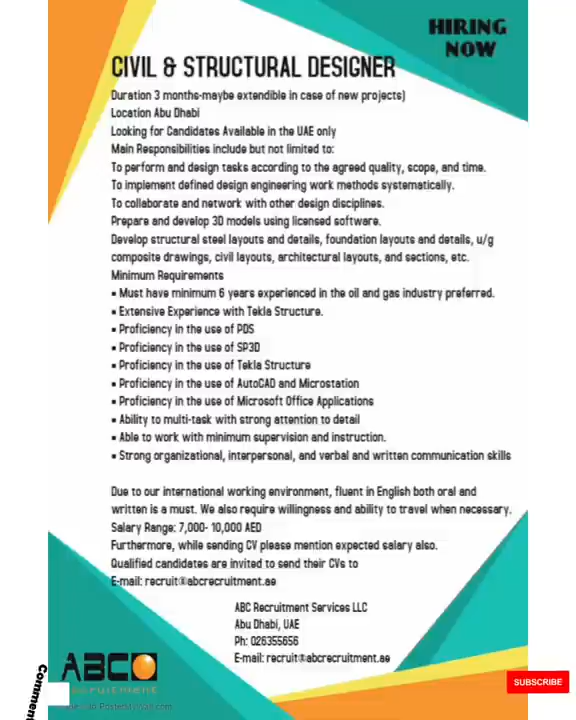 HIRING
NOW
CIVIL & STRUCTURAL DESIGNER
Duration 3 months-maybe extendible in case of new projects)
Location Abu Dhabi
Looking for Candidates Available in the UAE only
Main Responsibilities include but not limited to:
To perform and design tasks according to the agreed quality, scope, and time.
To implement defined design engineering work methods systematically.
To collaborate and network with other design disciplines.
Prepare and develop 3D models using licensed software.
Develop structural steel layouts and details, foundation layouts and details, u/g
composite drawings, civil layouts, architectural layouts, and sections, etc.
Minimum Requirements
▪ Must have minimum 6 years experienced in the oil and gas industry preferred.
▪ Extensive Experience with Tekla Structure.
▪ Proficiency in the use of PDS
▪ Proficiency in the use of SP3D
▪ Proficiency in the use of Tekla Structure
▪ Proficiency in the use of AutoCAD and Microstation
▪ Proficiency in the use of Microsoft Office Applications
▪ Ability to multi-task with strong attention to detail
▪ Able to work with minimum supervision and instruction.
▪ Strong organizational, interpersonal, and verbal and written communication skills
Due to our international working environment, fluent in English both oral and
written is a must. We also require willingness and ability to travel when necessary.
Salary Range: 7,000- 10,000 AED
Furthermore, while sending CV please mention expected salary also.
Qualified candidates are invited to send their CVs to
E-mail: recruit@abcrecruitment.ae
ABC Recruitment Services LLC
Abu Dhabi, UAE
Ph: 026355656
E-mail: recruit@abcrecruitment.ae
ABC
SUBSCRIBE